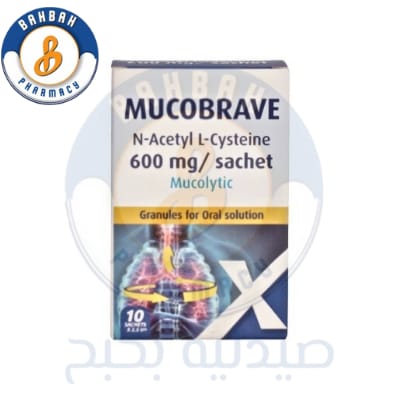 BAHBAH
PHARMACY
MUCOBRAVE
N-Acetyl L-Cysteine
600 mg/ sachet
Mucolytic
Granules for Oral solution
10
SACHETS
X
صيدلية بحبح